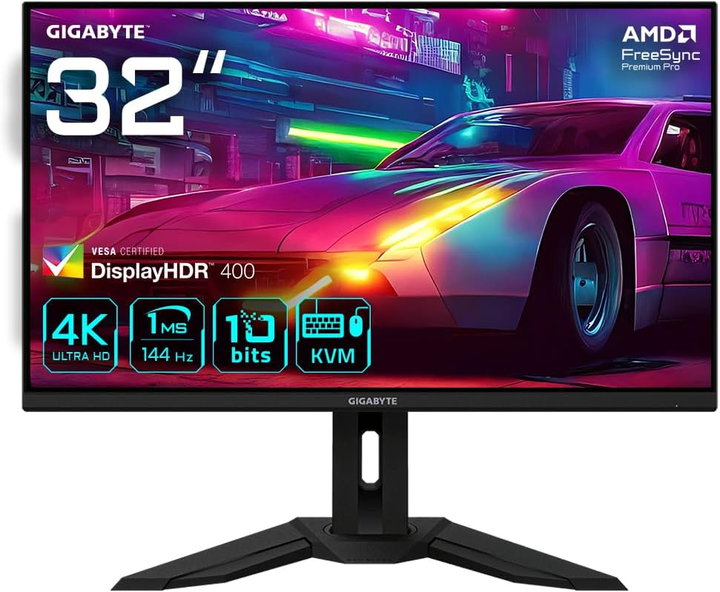 GIGABYTE
32"
AMD
FreeSync
Premium Pro
VESA CERTIFIED
DisplayHDR™ 400
4K
ULTRA HD
1MS
144 Hz
10
bits
KVM
GIGABYTE